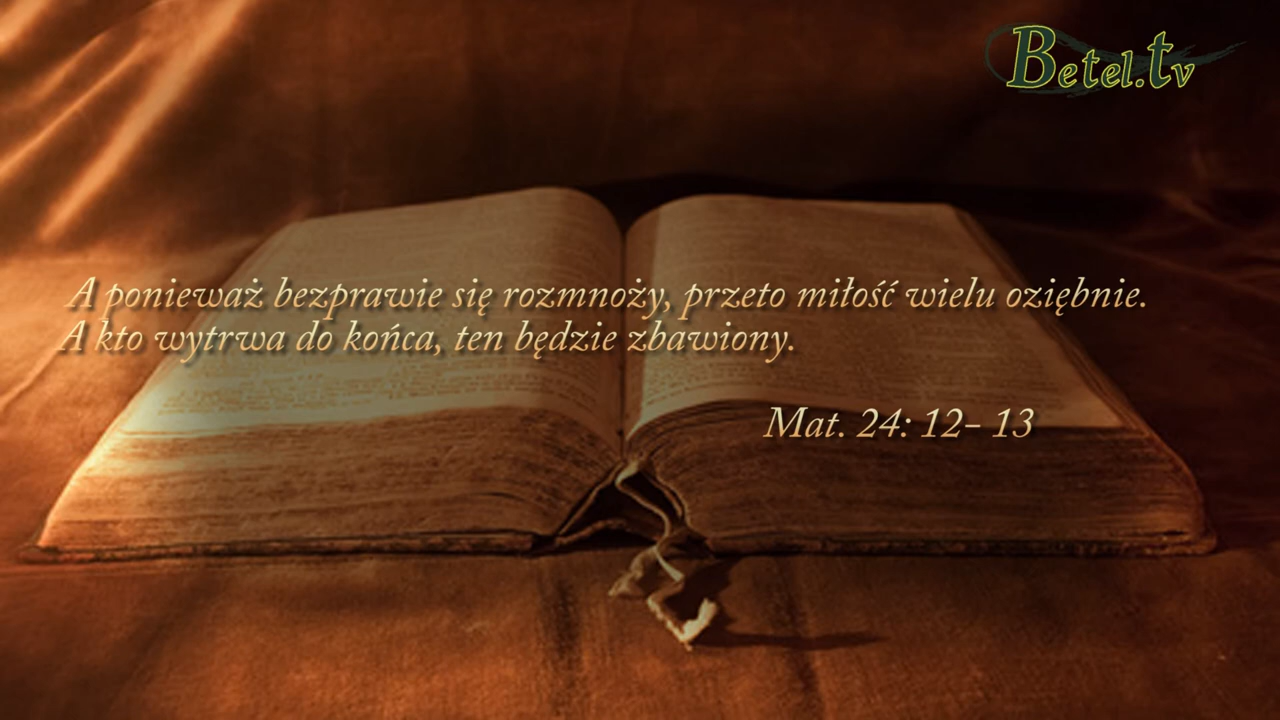 Betel.tv
A ponieważ bezprawie się rozmnoży, przeto miłość wielu oziębnie.
A kto wytrwa do końca, ten będzie zbawiony.
Mat. 24: 12- 13